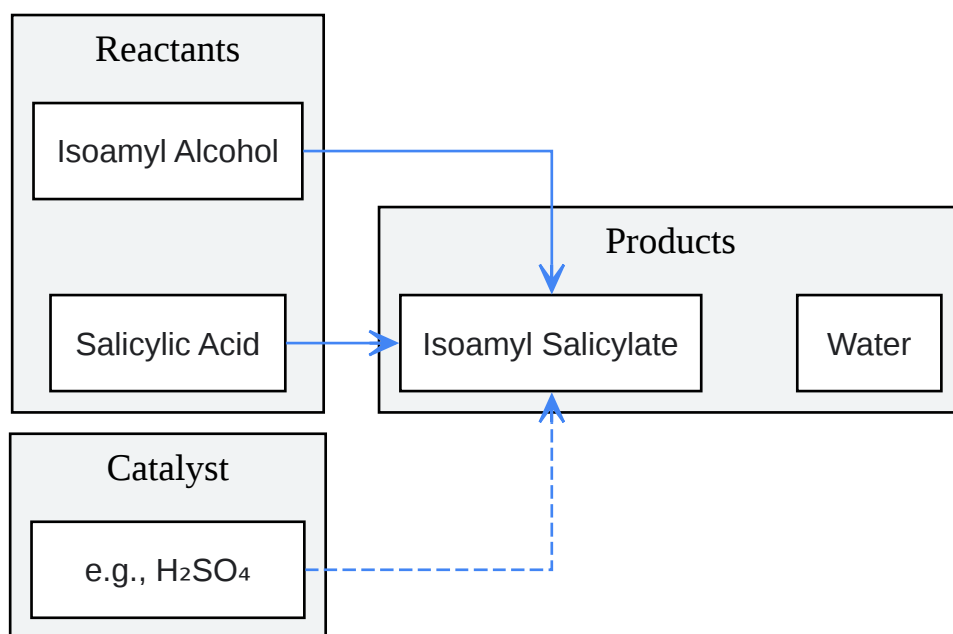 Reactants
Isoamyl Alcohol
Salicylic Acid
Products
Isoamyl Salicylate
Water
Catalyst
e.g., H₂SO₄